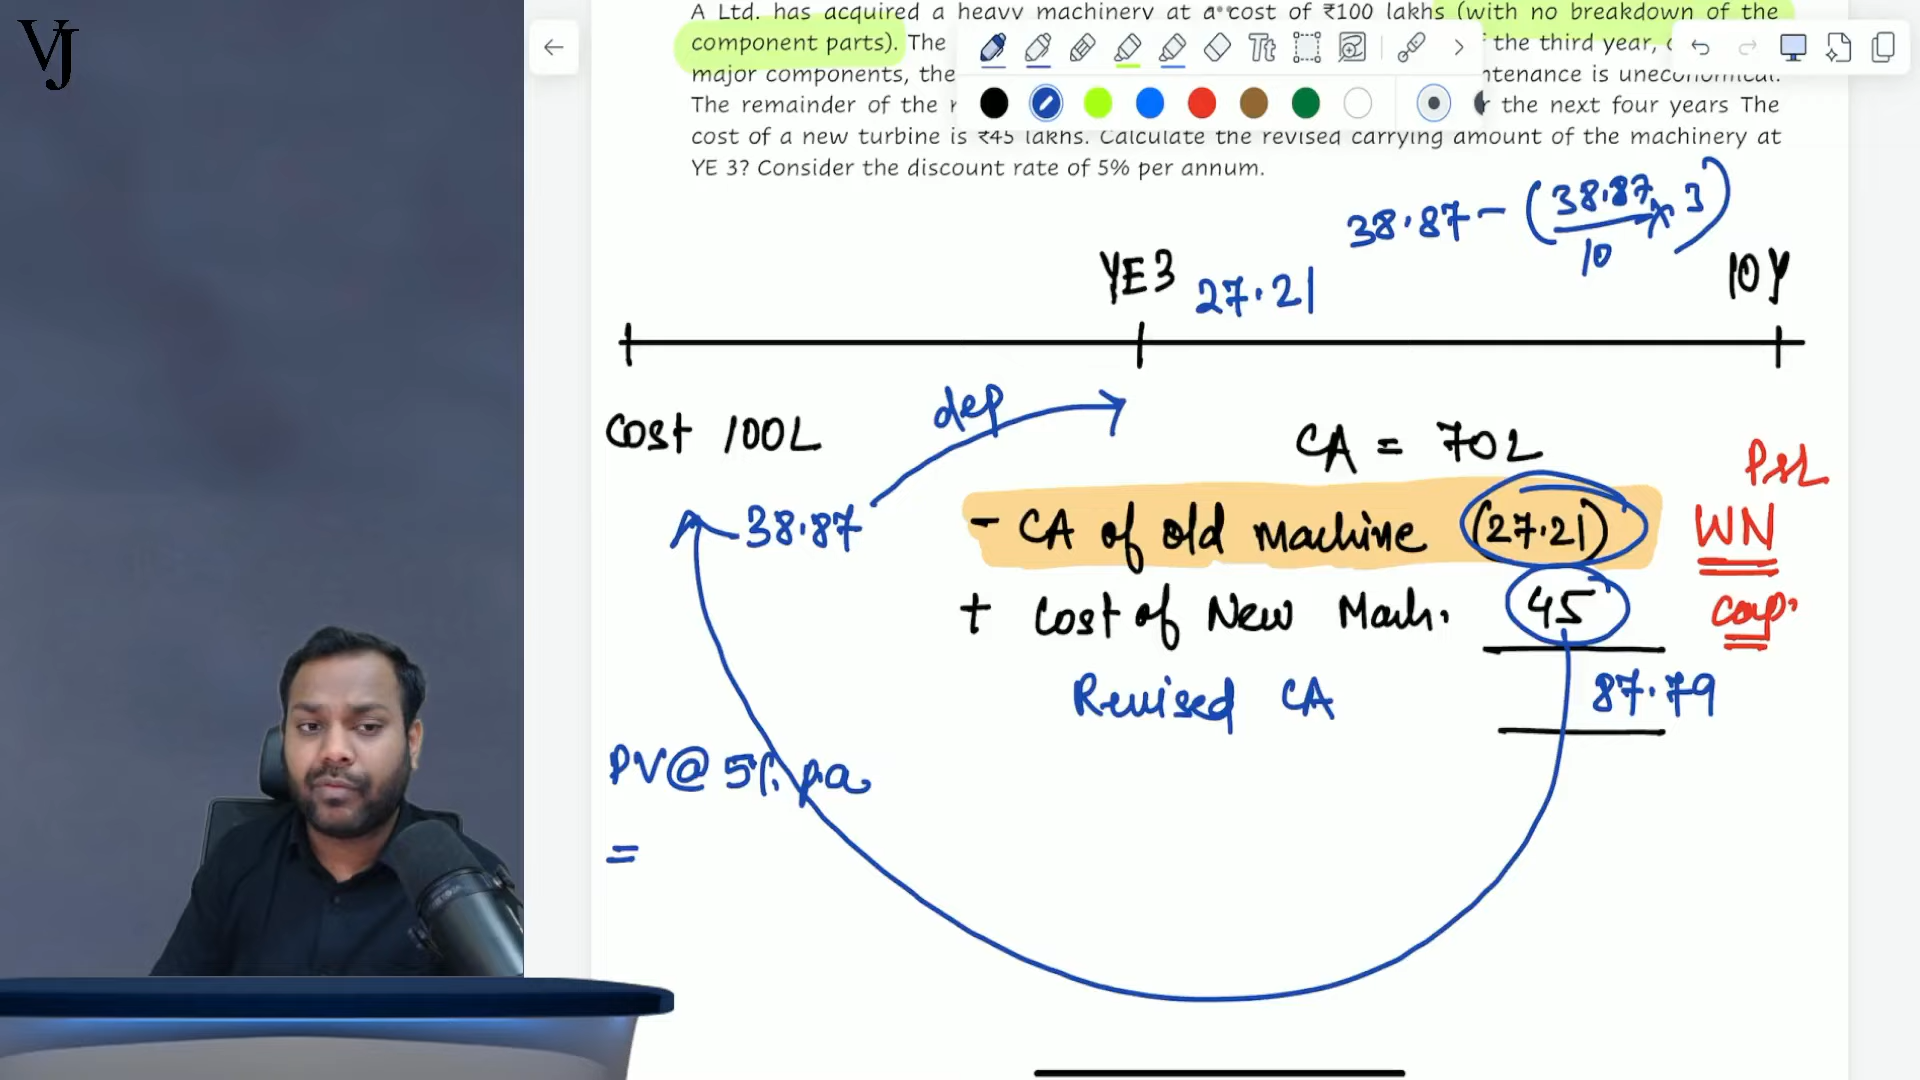 VJ
A Ltd. has acquired a heavy machinery at a cost of ₹100 lakhs (with no breakdown of the
component parts). The the third year,
major components, the ntenance is uneconomical.
The remainder of the the next four years The
cost of a new turbine is ₹45 lakhs. Calculate the revised carrying amount of the machinery at
YE 3? Consider the discount rate of 5% per annum.
Tt
38.87 - (38.87 × 3)
10
YE3 27.21 10Y
dep
Cost 100L CA = 70L
P&L
38.87 - CA of old Machine (27.21) WN
+ Cost of New Mach. 45 cap.
Revised CA 87.79
PV@ 5% p.a
=